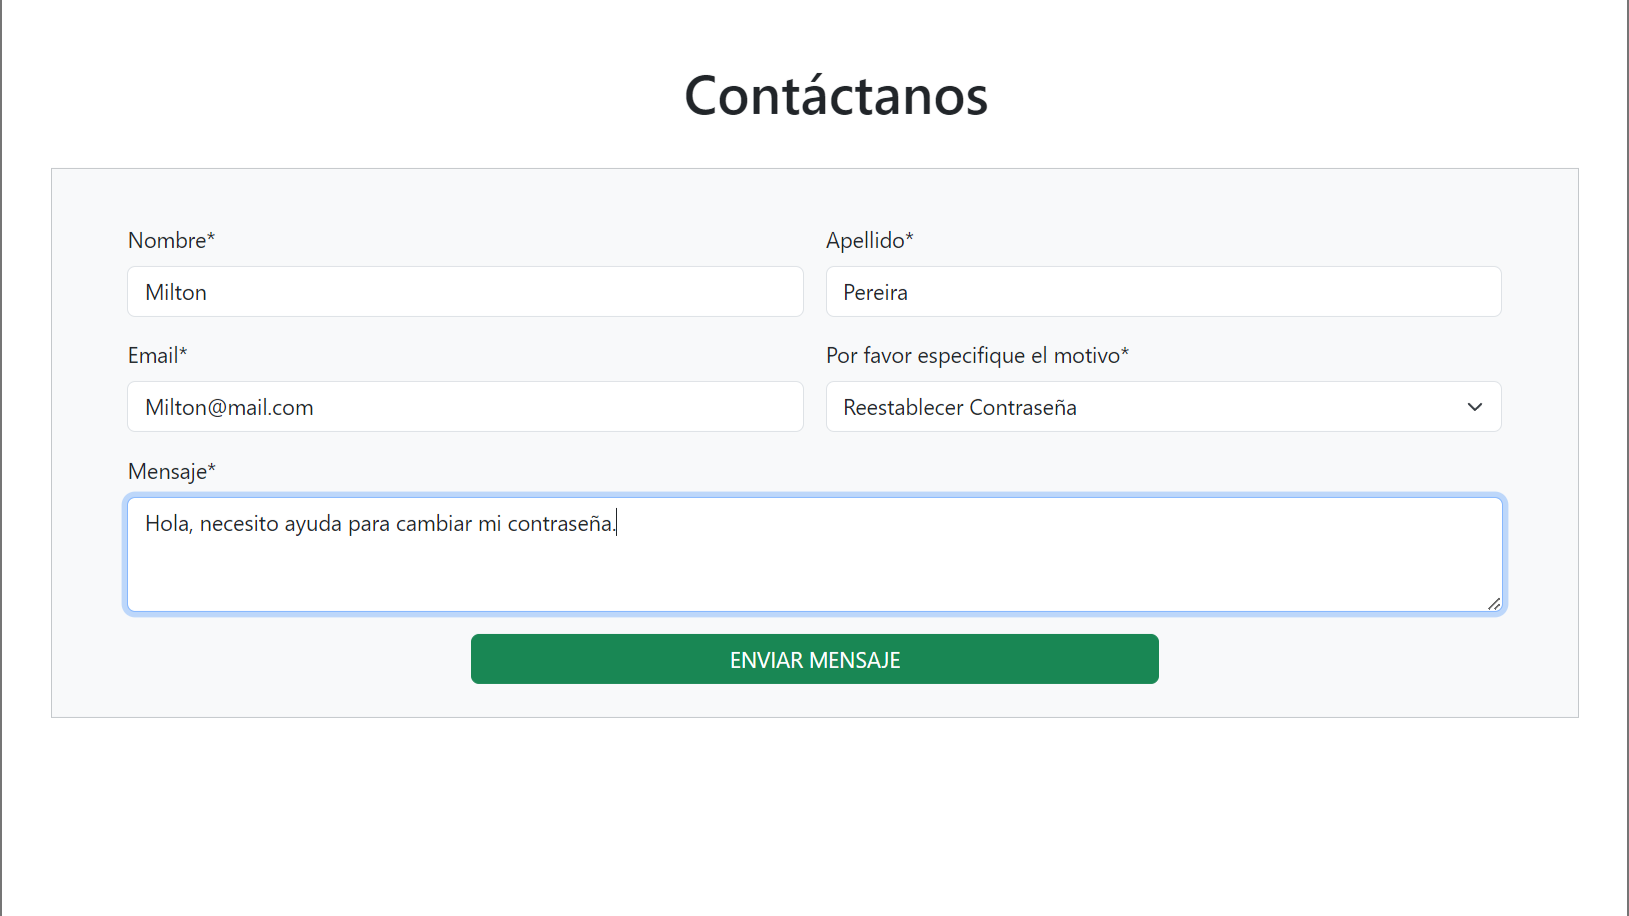 Contáctanos
Nombre*
Apellido*
Milton
Pereira
Email*
Por favor especifique el motivo*
Milton@mail.com
Reestablecer Contraseña
Mensaje*
Hola, necesito ayuda para cambiar mi contraseña.
ENVIAR MENSAJE